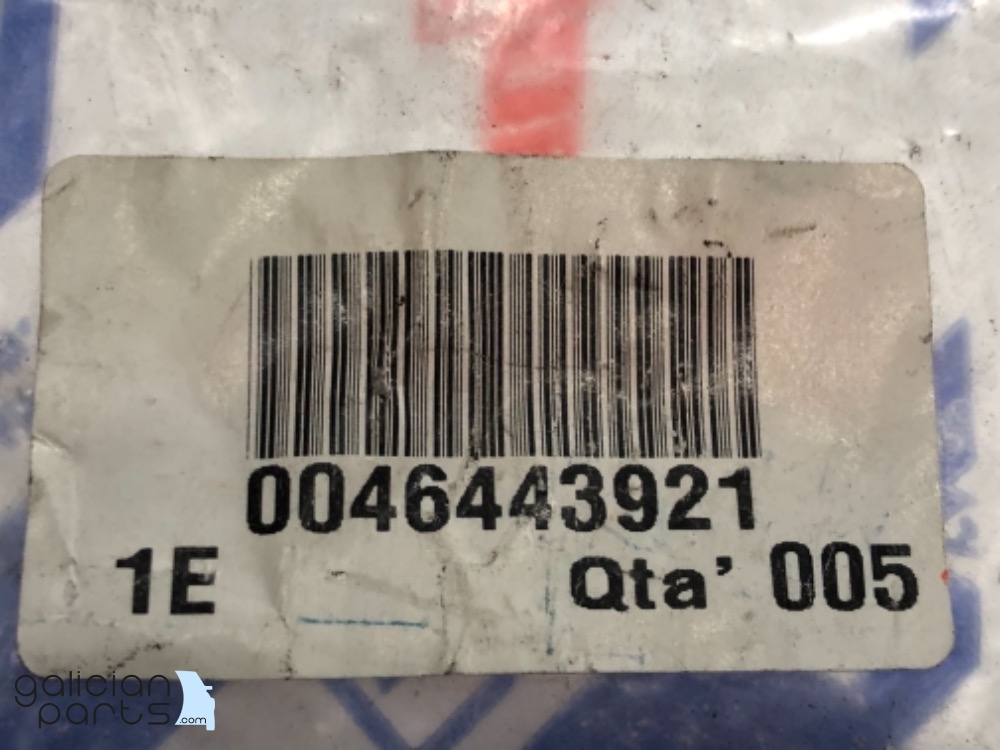 0046443921
1E Qta' 005
galician
parts.com